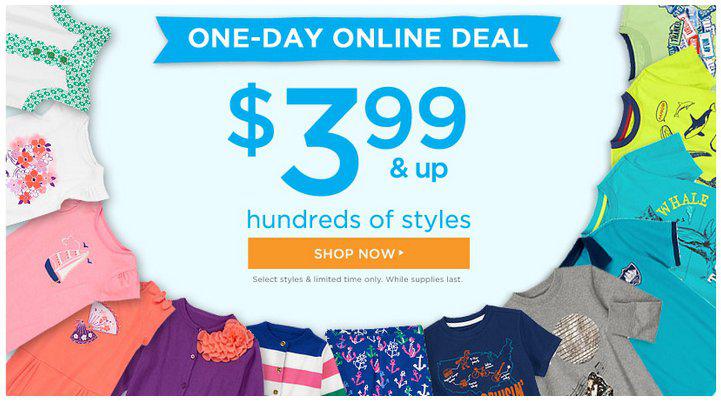 ONE-DAY ONLINE DEAL
$3.99
& up
hundreds of styles
SHOP NOW ▸
Select styles & limited time only. While supplies last.
WHALE